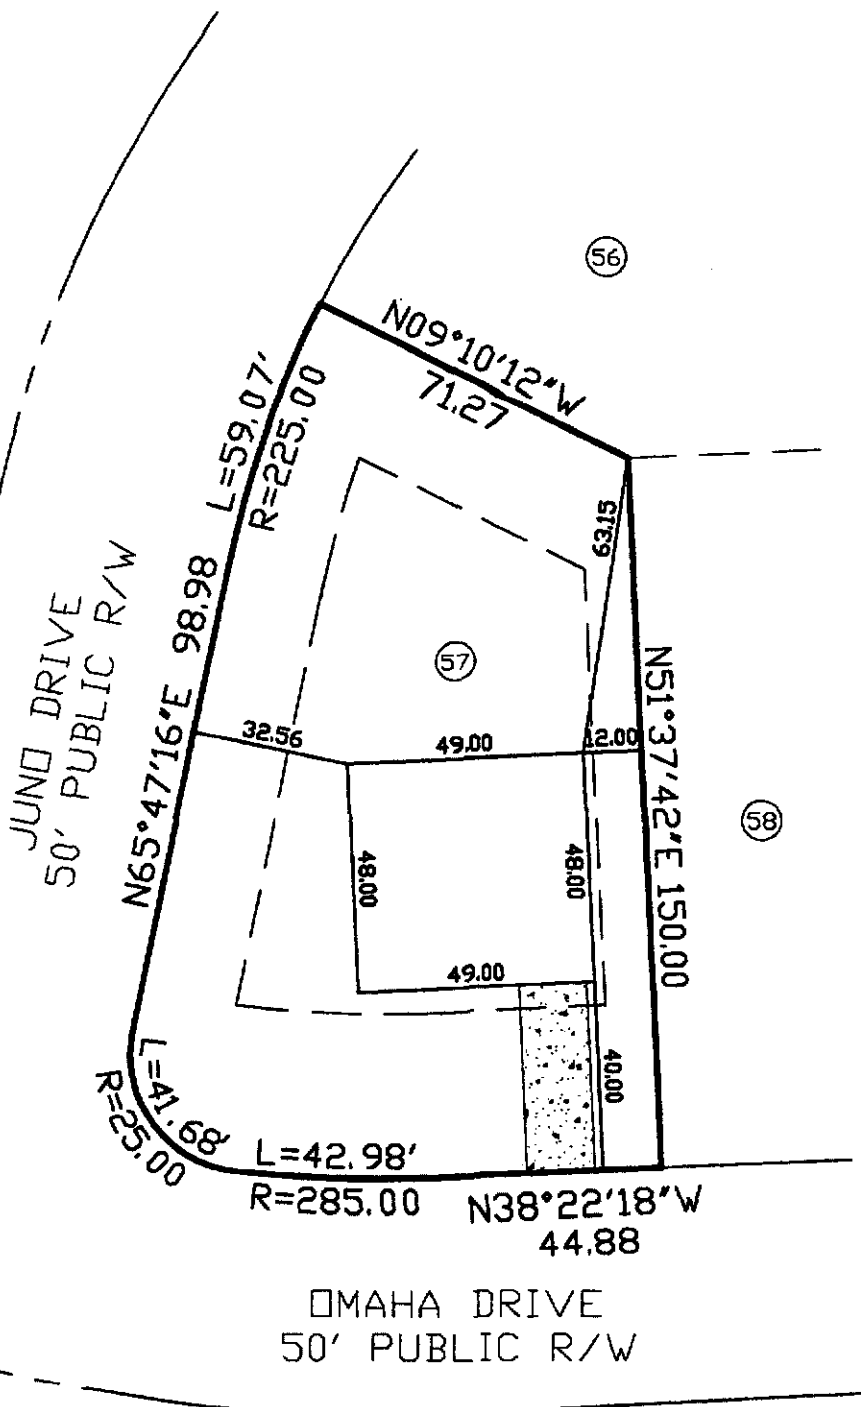 56
N09°10'12"W
71.27
L=59.07'
R=225.00
63.15
JUNO DRIVE
50' PUBLIC R/W
N65°47'16"E 98.98
57
N51°37'42"E 150.00
32.56
49.00
12.00
58
48.00
48.00
49.00
40.00
L=41.68'
R=25.00
L=42.98'
R=285.00
N38°22'18"W
44.88
OMAHA DRIVE
50' PUBLIC R/W